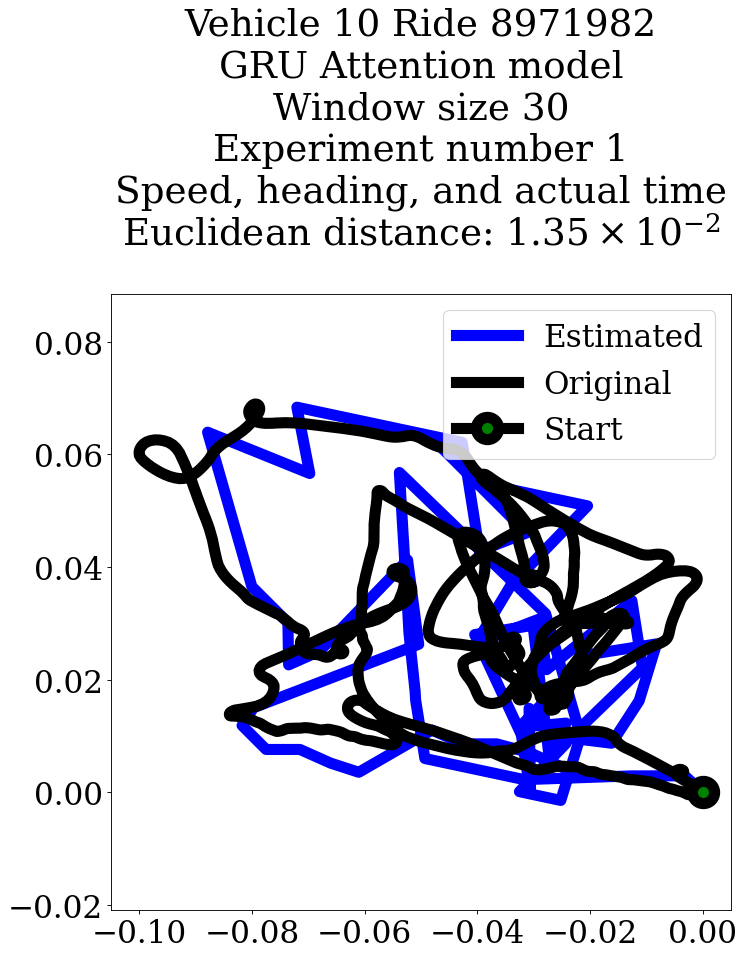 Vehicle 10 Ride 8971982
GRU Attention model
Window size 30
Experiment number 1
Speed, heading, and actual time
Euclidean distance: 1.35 × 10⁻²
Estimated
Original
Start
0.08
0.06
0.04
0.02
0.00
−0.02
−0.10 −0.08 −0.06 −0.04 −0.02 0.00